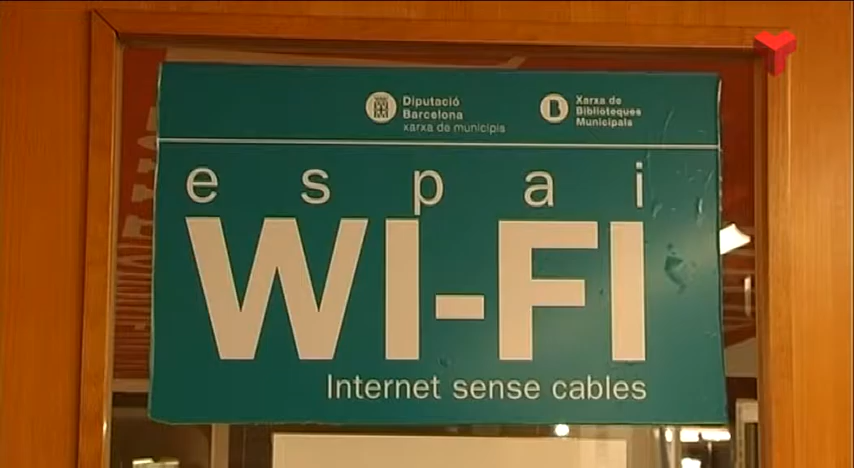 Diputació
Barcelona
xarxa de municipis
Xarxa de
Biblioteques
Municipals
espai
WI-FI
Internet sense cables